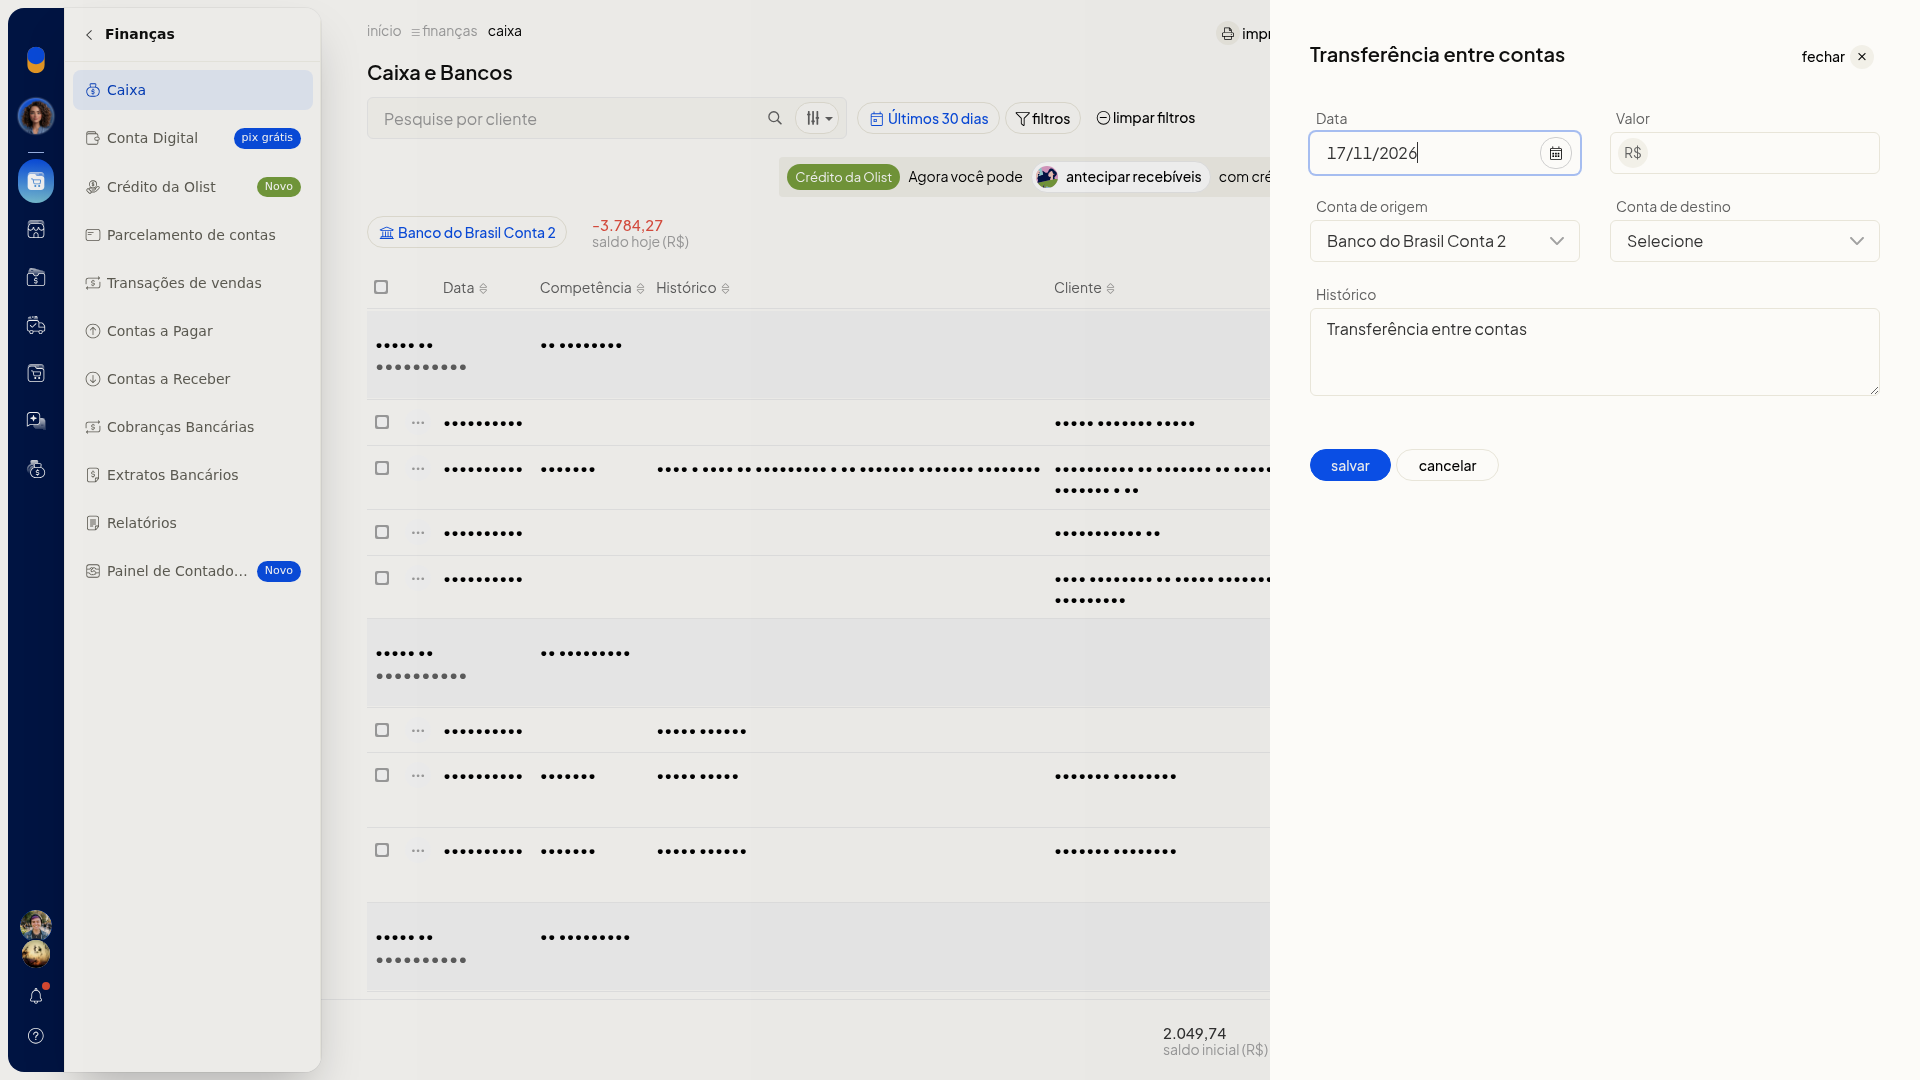 Finanças
Caixa
Conta Digital
pix grátis
Crédito da Olist
Novo
Parcelamento de contas
Transações de vendas
Contas a Pagar
Contas a Receber
Cobranças Bancárias
Extratos Bancários
Relatórios
Painel de Contado...
Novo
início
finanças
caixa
impr
Caixa e Bancos
Pesquise por cliente
Últimos 30 dias
filtros
limpar filtros
Crédito da Olist
Agora você pode
antecipar recebíveis
com cré
Banco do Brasil Conta 2
-3.784,27
saldo hoje (R$)
Data
Competência
Histórico
Cliente
2.049,74
saldo inicial (R$)
Transferência entre contas
fechar
Data
Valor
17/11/2026
R$
Conta de origem
Conta de destino
Banco do Brasil Conta 2
Selecione
Histórico
Transferência entre contas
salvar
cancelar